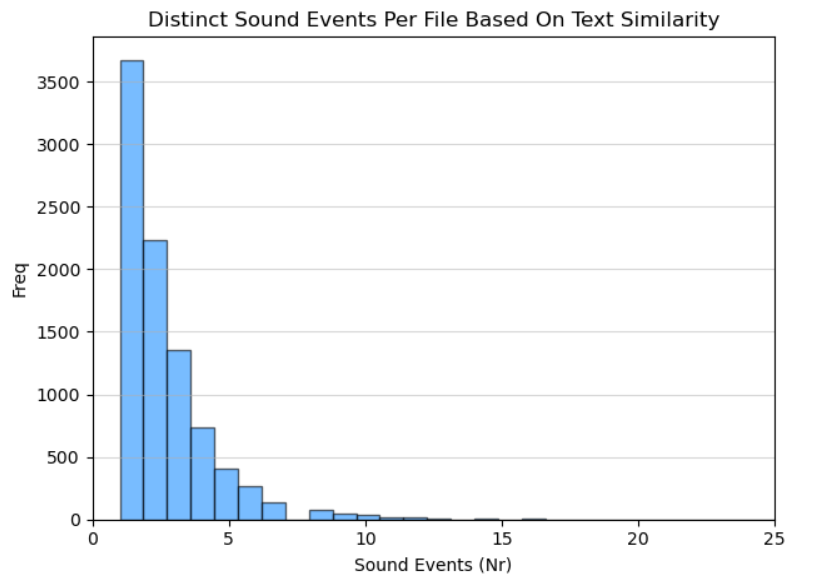 Distinct Sound Events Per File Based On Text Similarity
3500
3000
2500
2000
1500
1000
500
0
Freq
0 5 10 15 20 25
Sound Events (Nr)